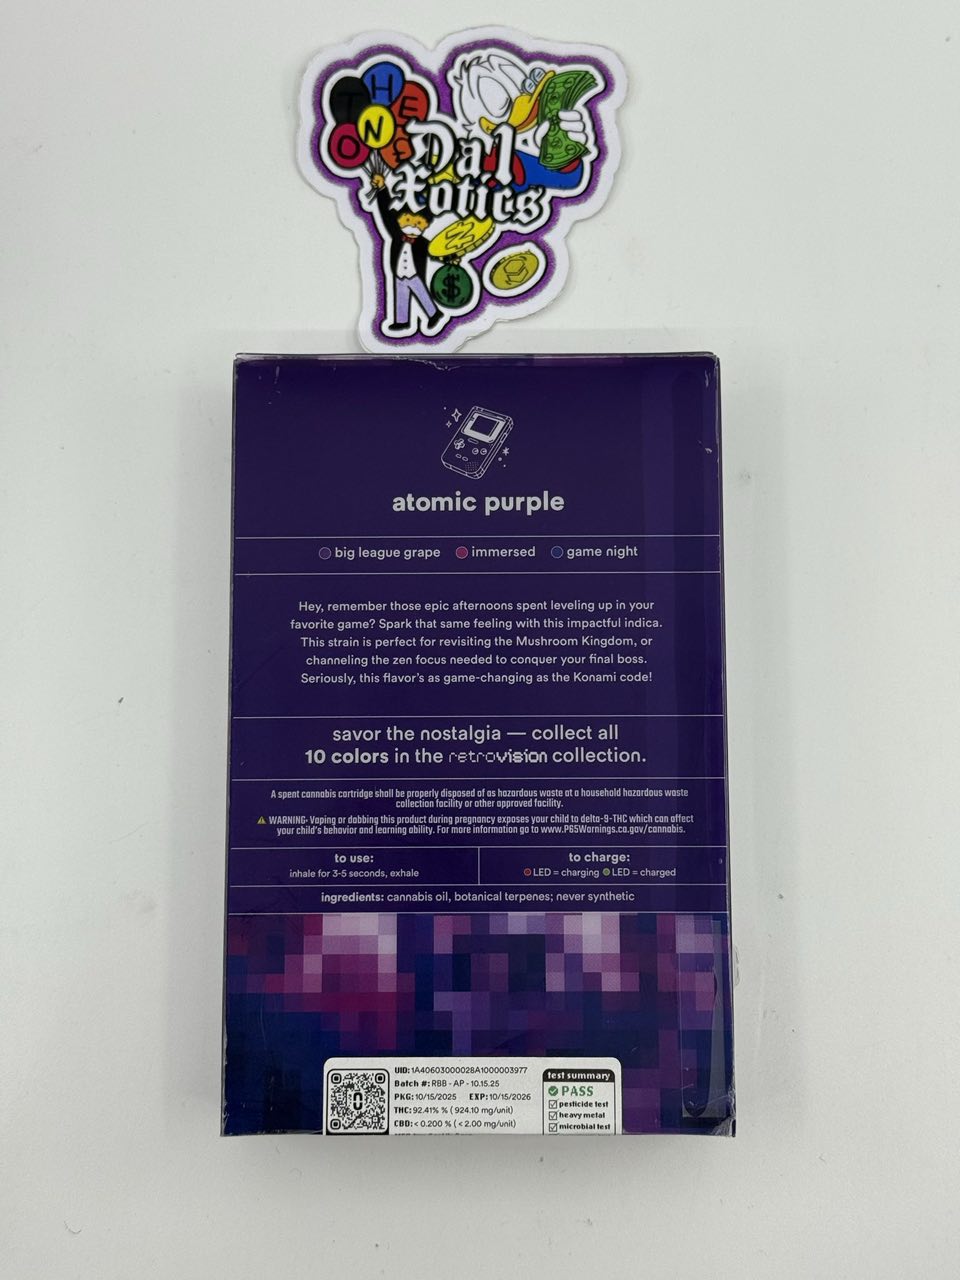 THE
ONE
Dal
Xotics
$
atomic purple
big league grape immersed game night
Hey, remember those epic afternoons spent leveling up in your
favorite game? Spark that same feeling with this impactful indica.
This strain is perfect for revisiting the Mushroom Kingdom, or
channeling the zen focus needed to conquer your final boss.
Seriously, this flavor's as game-changing as the Konami code!
savor the nostalgia — collect all
10 colors in the retrovision collection.
A spent cannabis cartridge shall be properly disposed of as hazardous waste at a household hazardous waste
collection facility or other approved facility.
WARNING: Vaping or dabbing this product during pregnancy exposes your child to delta-9-THC which can affect
your child's behavior and learning ability. For more information go to www.P65Warnings.ca.gov/cannabis.
to use:
inhale for 3-5 seconds, exhale
to charge:
LED = charging LED = charged
ingredients: cannabis oil, botanical terpenes; never synthetic
UID: 1A40603000028A1000003977
Batch #: RBB - AP - 10.15.25
PKG: 10/15/2025 EXP: 10/15/2026
THC: 92.41% % ( 924.10 mg/unit)
CBD: < 0.200 % ( < 2.00 mg/unit)
test summary
PASS
pesticide test
heavy metal
microbial test